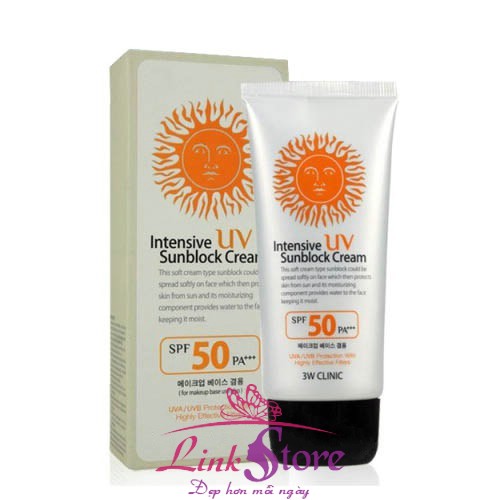 Intensive UV
Sunblock Cream
SPF 50 PA+++
메이크업 베이스 겸용
(for makeup base
UVA/UVB
Highly Effective
Intensive UV
Sunblock Cream
This soft cream type sunblock could be
spread softly on face which then protects
skin from sun and its moisturizing
component provides water to the face
keeping it moist.
SPF 50 PA+++
메이크업 베이스 겸용
UVA/UVB Protection With
Highly Effective Filters
3W CLINIC
Link Store
Đẹp hơn mỗi ngày